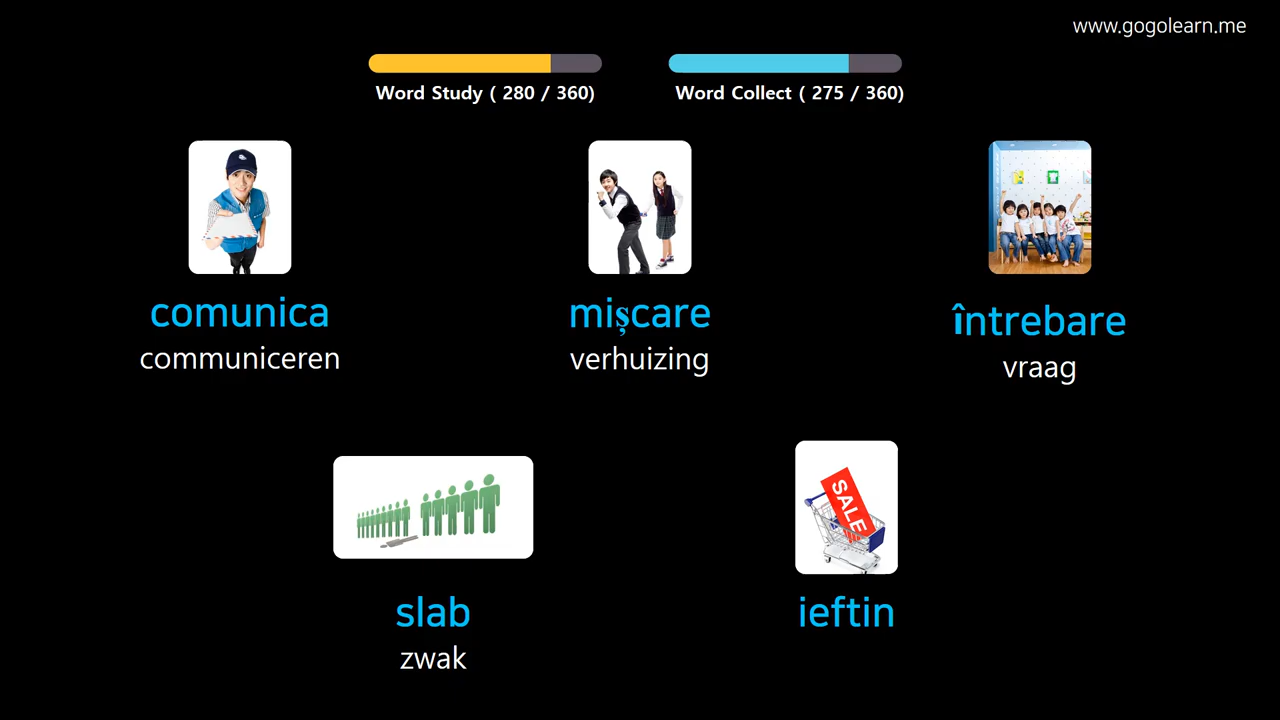 www.gogolearn.me
Word Study ( 280 / 360)
Word Collect ( 275 / 360)
comunica
communiceren
mișcare
verhuizing
întrebare
vraag
slab
zwak
SALE
ieftin